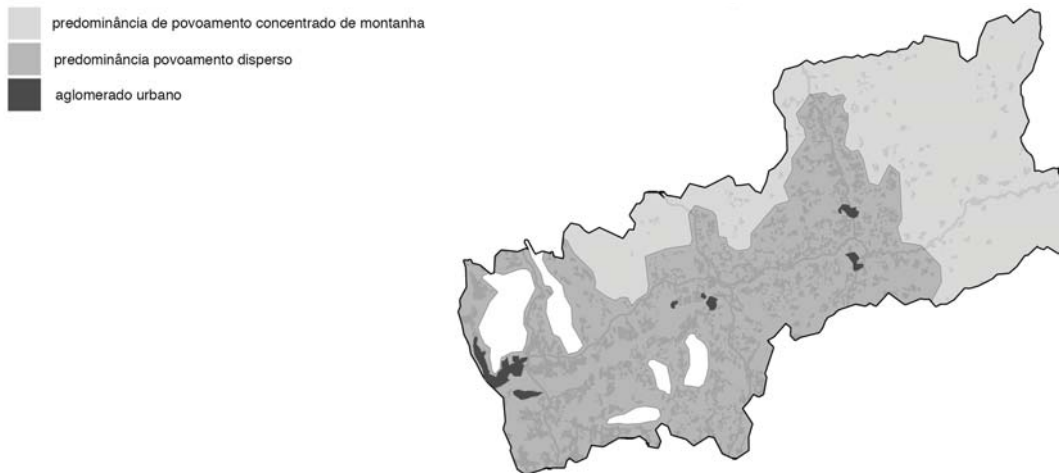 predominância de povoamento concentrado de montanha
predominância povoamento disperso
aglomerado urbano